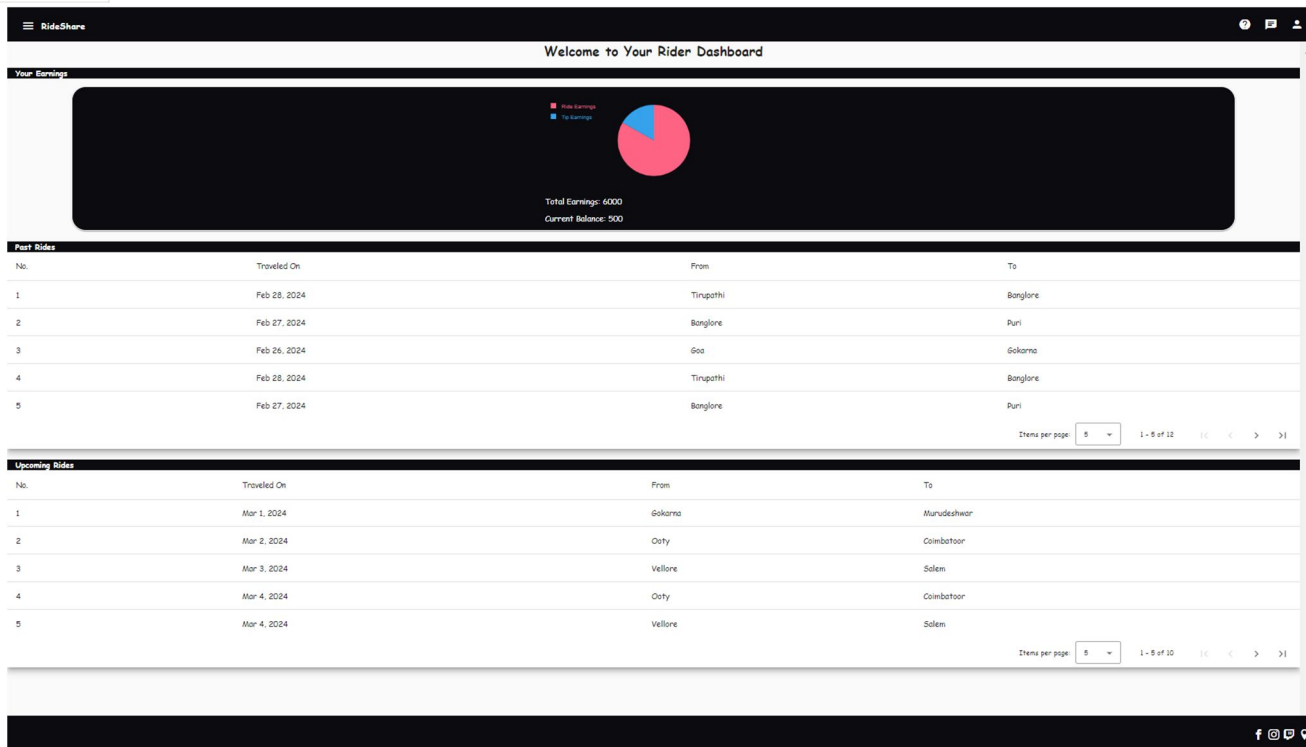 RideShare
Welcome to Your Rider Dashboard
Your Earnings
Ride Earnings
Tip Earnings
Total Earnings: 6000
Current Balance: 500
Past Rides
No. Traveled On From To
1 Feb 28, 2024 Tirupathi Banglore
2 Feb 27, 2024 Banglore Puri
3 Feb 26, 2024 Goa Gokarna
4 Feb 28, 2024 Tirupathi Banglore
5 Feb 27, 2024 Banglore Puri
Items per page: 5 1 - 5 of 12
Upcoming Rides
No. Traveled On From To
1 Mar 1, 2024 Gokarna Murudeshwar
2 Mar 2, 2024 Ooty Coimbatoor
3 Mar 3, 2024 Vellore Salem
4 Mar 4, 2024 Ooty Coimbatoor
5 Mar 4, 2024 Vellore Salem
Items per page: 5 1 - 5 of 10